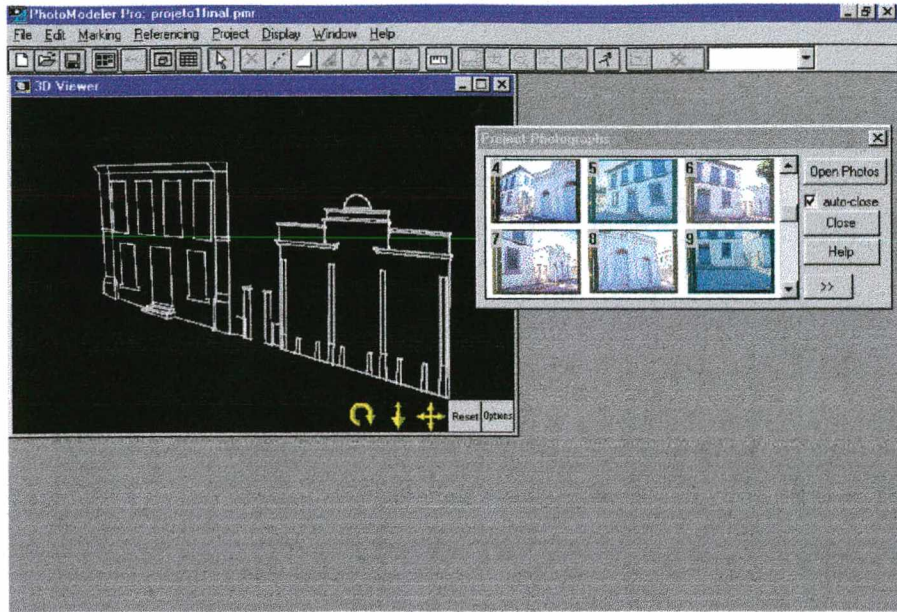 PhotoModeler Pro: projeto1final.pmr
File Edit Marking Referencing Project Display Window Help
3D Viewer
Project Photographs
4 5 6
Open Photos
auto-close
7 8 9
Close
Help
>>
Reset Options